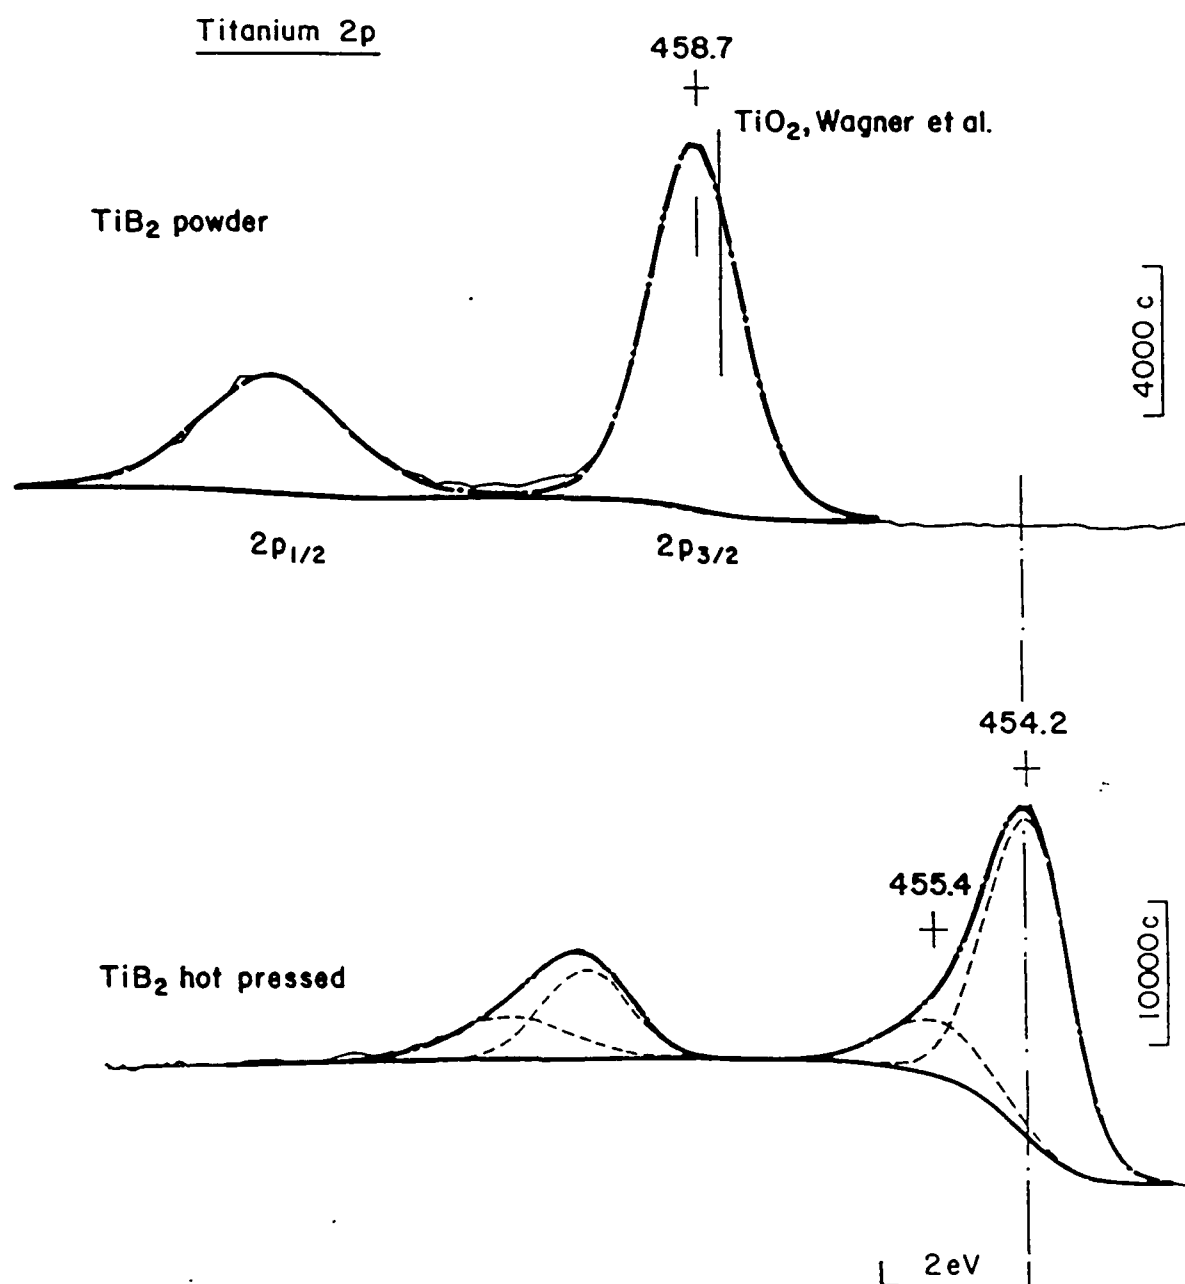 Titanium 2p
458.7
TiO₂, Wagner et al.
TiB₂ powder
4000 c
2p₁/₂
2p₃/₂
454.2
455.4
TiB₂ hot pressed
10000c
2eV